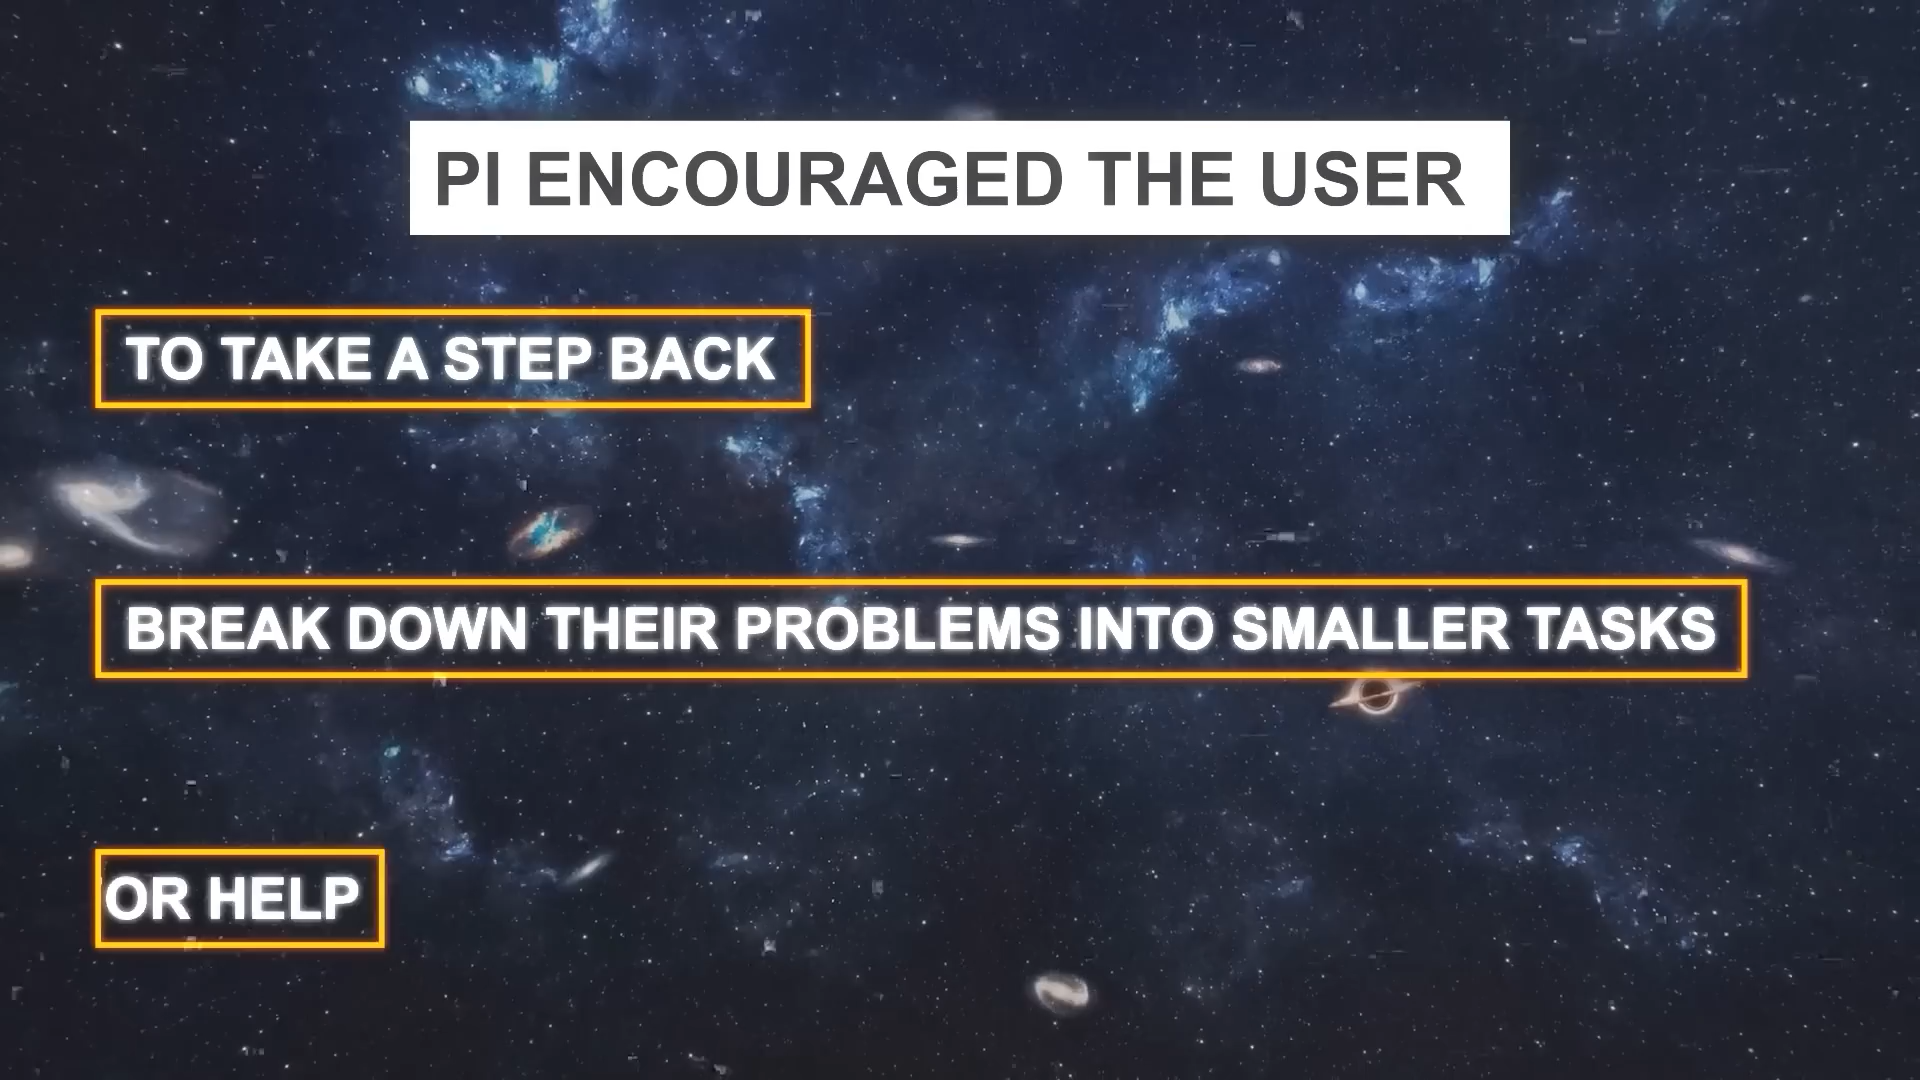 PI ENCOURAGED THE USER
TO TAKE A STEP BACK
BREAK DOWN THEIR PROBLEMS INTO SMALLER TASKS
OR HELP